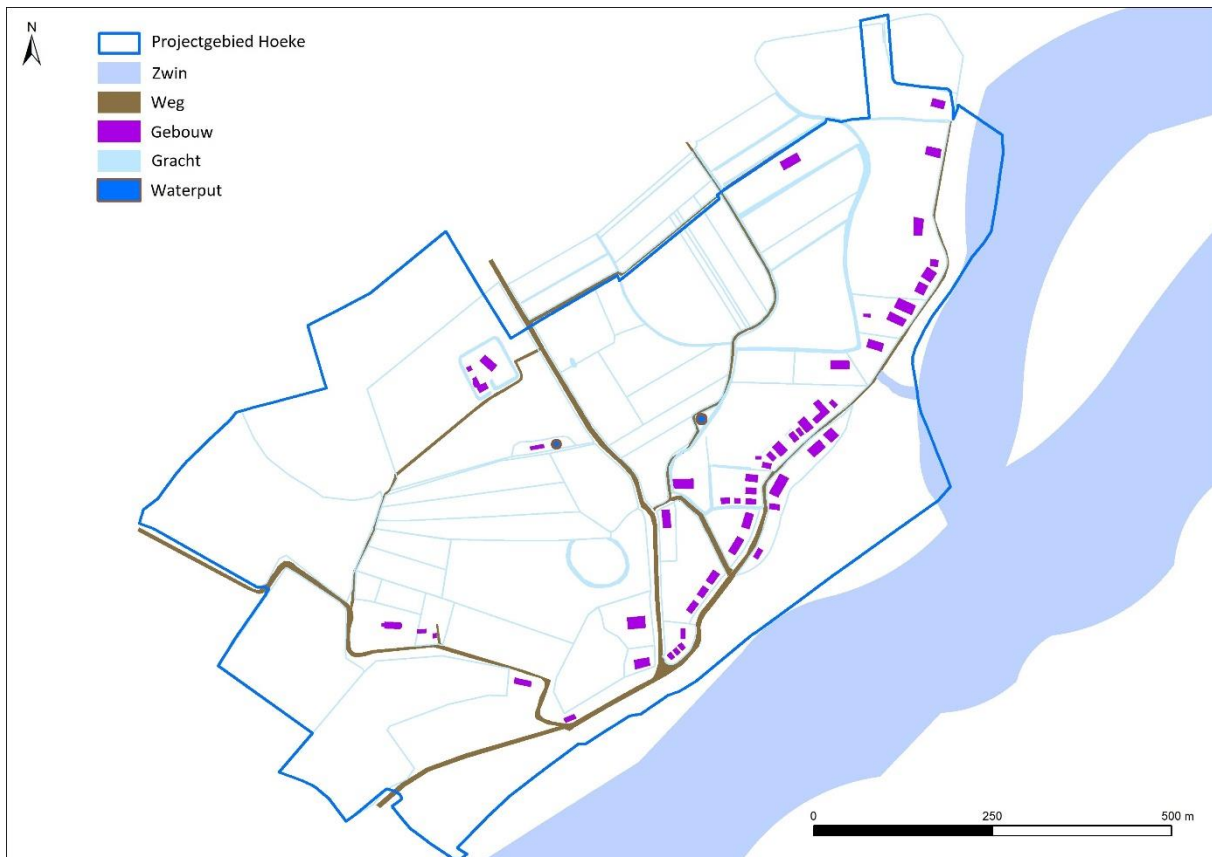 N
Projectgebied Hoeke
Zwin
Weg
Gebouw
Gracht
Waterput
0 250 500 m